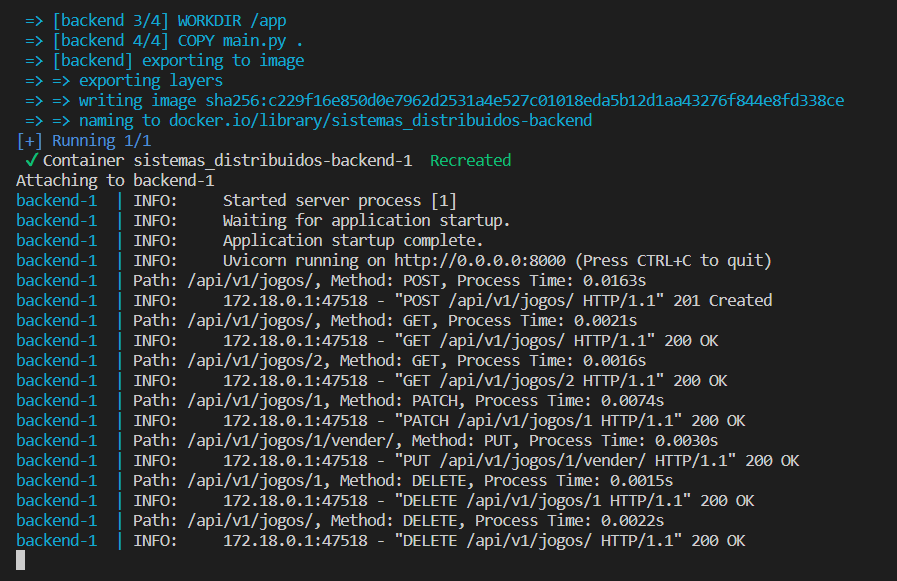 => [backend 3/4] WORKDIR /app
=> [backend 4/4] COPY main.py .
=> [backend] exporting to image
=> => exporting layers
=> => writing image sha256:c229f16e850d0e7962d2531a4e527c01018eda5b12d1aa43276f844e8fd338ce
=> => naming to docker.io/library/sistemas_distribuidos-backend
[+] Running 1/1
✓ Container sistemas_distribuidos-backend-1  Recreated
Attaching to backend-1
backend-1  | INFO:     Started server process [1]
backend-1  | INFO:     Waiting for application startup.
backend-1  | INFO:     Application startup complete.
backend-1  | INFO:     Uvicorn running on http://0.0.0.0:8000 (Press CTRL+C to quit)
backend-1  | Path: /api/v1/jogos/, Method: POST, Process Time: 0.0163s
backend-1  | INFO:     172.18.0.1:47518 - "POST /api/v1/jogos/ HTTP/1.1" 201 Created
backend-1  | Path: /api/v1/jogos/, Method: GET, Process Time: 0.0021s
backend-1  | INFO:     172.18.0.1:47518 - "GET /api/v1/jogos/ HTTP/1.1" 200 OK
backend-1  | Path: /api/v1/jogos/2, Method: GET, Process Time: 0.0016s
backend-1  | INFO:     172.18.0.1:47518 - "GET /api/v1/jogos/2 HTTP/1.1" 200 OK
backend-1  | Path: /api/v1/jogos/1, Method: PATCH, Process Time: 0.0074s
backend-1  | INFO:     172.18.0.1:47518 - "PATCH /api/v1/jogos/1 HTTP/1.1" 200 OK
backend-1  | Path: /api/v1/jogos/1/vender/, Method: PUT, Process Time: 0.0030s
backend-1  | INFO:     172.18.0.1:47518 - "PUT /api/v1/jogos/1/vender/ HTTP/1.1" 200 OK
backend-1  | Path: /api/v1/jogos/1, Method: DELETE, Process Time: 0.0015s
backend-1  | INFO:     172.18.0.1:47518 - "DELETE /api/v1/jogos/1 HTTP/1.1" 200 OK
backend-1  | Path: /api/v1/jogos/, Method: DELETE, Process Time: 0.0022s
backend-1  | INFO:     172.18.0.1:47518 - "DELETE /api/v1/jogos/ HTTP/1.1" 200 OK